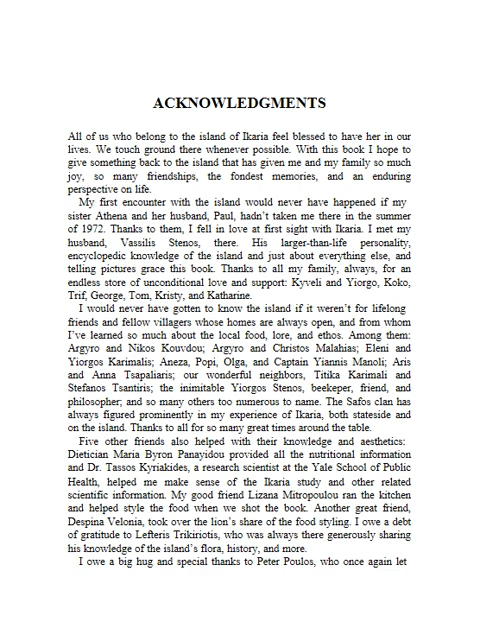 ACKNOWLEDGMENTS
All of us who belong to the island of Ikaria feel blessed to have her in our
lives. We touch ground there whenever possible. With this book I hope to
give something back to the island that has given me and my family so much
joy, so many friendships, the fondest memories, and an enduring
perspective on life.
My first encounter with the island would never have happened if my
sister Athena and her husband, Paul, hadn't taken me there in the summer
of 1972. Thanks to them, I fell in love at first sight with Ikaria. I met my
husband, Vassilis Stenos, there. His larger-than-life personality,
encyclopedic knowledge of the island and just about everything else, and
telling pictures grace this book. Thanks to all my family, always, for an
endless store of unconditional love and support: Kyveli and Yiorgo, Koko,
Trif, George, Tom, Kristy, and Katharine.
I would never have gotten to know the island if it weren't for lifelong
friends and fellow villagers whose homes are always open, and from whom
I've learned so much about the local food, lore, and ethos. Among them:
Argyro and Nikos Kouvdou; Argyro and Christos Malahias; Eleni and
Yiorgos Karimalis; Aneza, Popi, Olga, and Captain Yiannis Manoli; Aris
and Anna Tsapaliaris; our wonderful neighbors, Titika Karimali and
Stefanos Tsantiris; the inimitable Yiorgos Stenos, beekeper, friend, and
philosopher; and so many others too numerous to name. The Safos clan has
always figured prominently in my experience of Ikaria, both stateside and
on the island. Thanks to all for so many great times around the table.
Five other friends also helped with their knowledge and aesthetics:
Dietician Maria Byron Panayidou provided all the nutritional information
and Dr. Tassos Kyriakides, a research scientist at the Yale School of Public
Health, helped me make sense of the Ikaria study and other related
scientific information. My good friend Lizana Mitropoulou ran the kitchen
and helped style the food when we shot the book. Another great friend,
Despina Velonia, took over the lion's share of the food styling. I owe a debt
of gratitude to Lefteris Trikiriotis, who was always there generously sharing
his knowledge of the island's flora, history, and more.
I owe a big hug and special thanks to Peter Poulos, who once again let